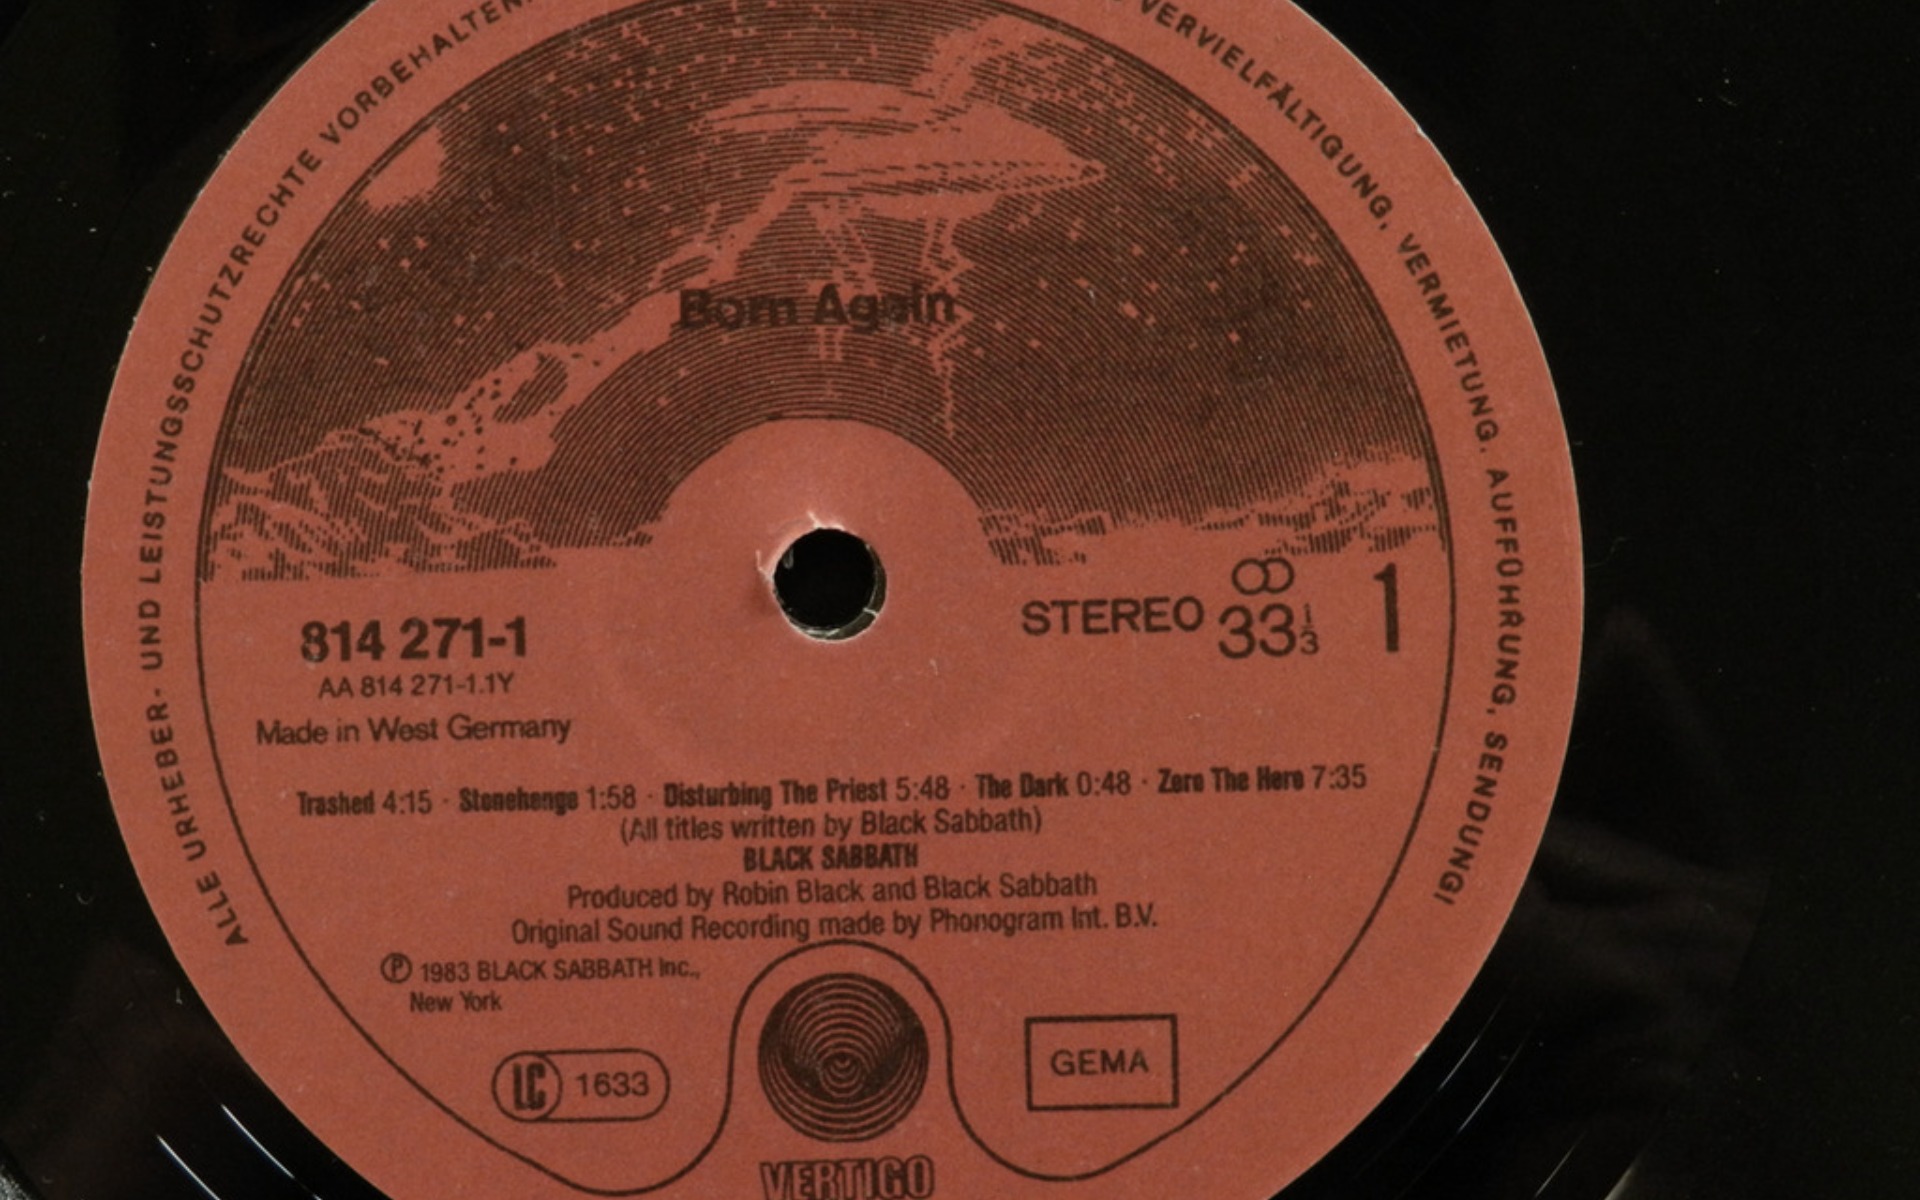 ALLE URHEBER- UND LEISTUNGSSCHUTZRECHTE VORBEHALTEN.
VERVIELFÄLTIGUNG, VERMIETUNG, AUFFÜHRUNG, SENDUNG!
Born Again
814 271-1
AA 814 271-1.1Y
Made in West Germany
STEREO 33 1/3
1
Trashed 4:15 · Stonehenge 1:58 · Disturbing The Priest 5:48 · The Dark 0:48 · Zero The Hero 7:35
(All titles written by Black Sabbath)
BLACK SABBATH
Produced by Robin Black and Black Sabbath
Original Sound Recording made by Phonogram Int. B.V.
Ⓟ 1983 BLACK SABBATH Inc.,
New York
LC 1633
GEMA
VERTIGO